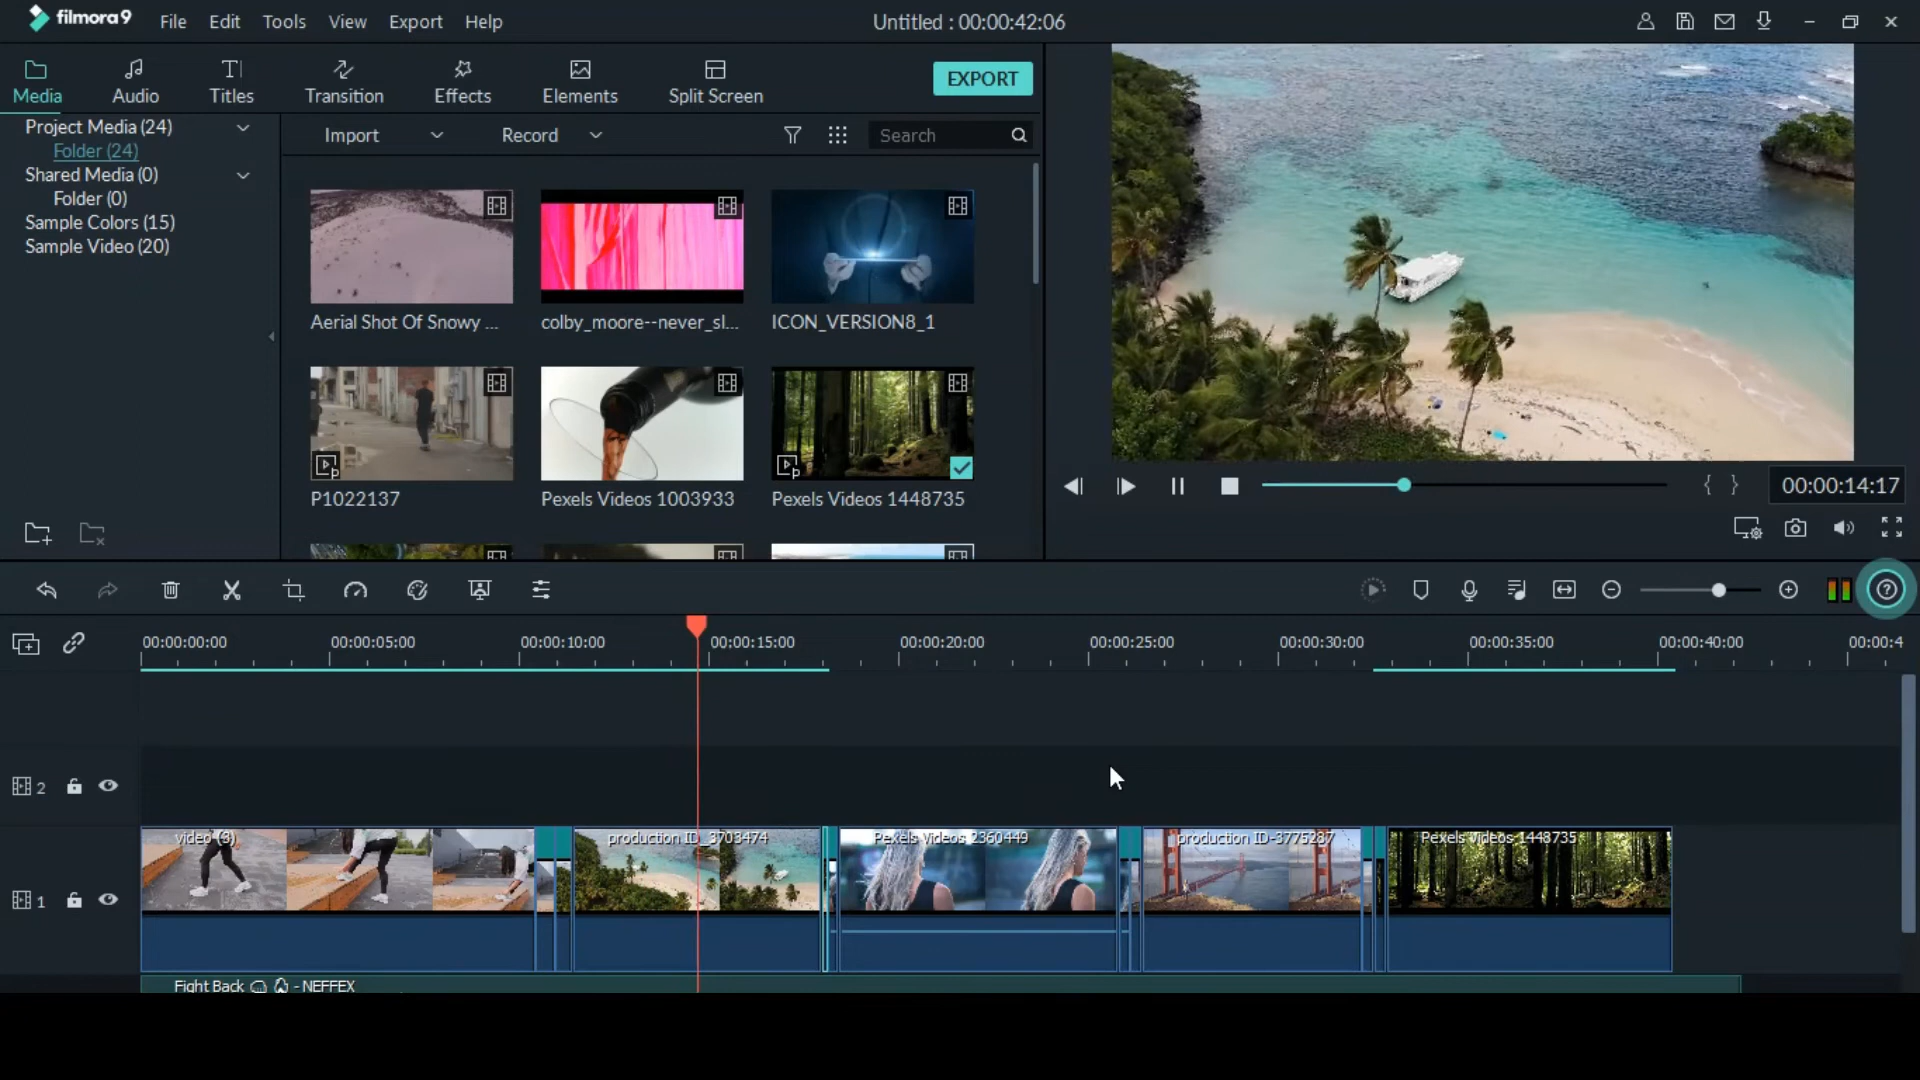 filmora9 File Edit Tools View Export Help Untitled : 00:00:42:06
Media Audio Titles Transition Effects Elements Split Screen EXPORT
Project Media (24)
Folder (24)
Shared Media (0)
Folder (0)
Sample Colors (15)
Sample Video (20)
Import Record Search
Aerial Shot Of Snowy ... colby_moore--never_sl... ICON_VERSION8_1
P1022137 Pexels Videos 1003933 Pexels Videos 1448735
{ } 00:00:14:17
00:00:00:00 00:00:05:00 00:00:10:00 00:00:15:00 00:00:20:00 00:00:25:00 00:00:30:00 00:00:35:00 00:00:40:00 00:00:4
2
video (3) production ID_3703474 Pexels Videos 2360449 production ID-3775287 Pexels Videos 1448735
1
Fight Back - NEFFEX